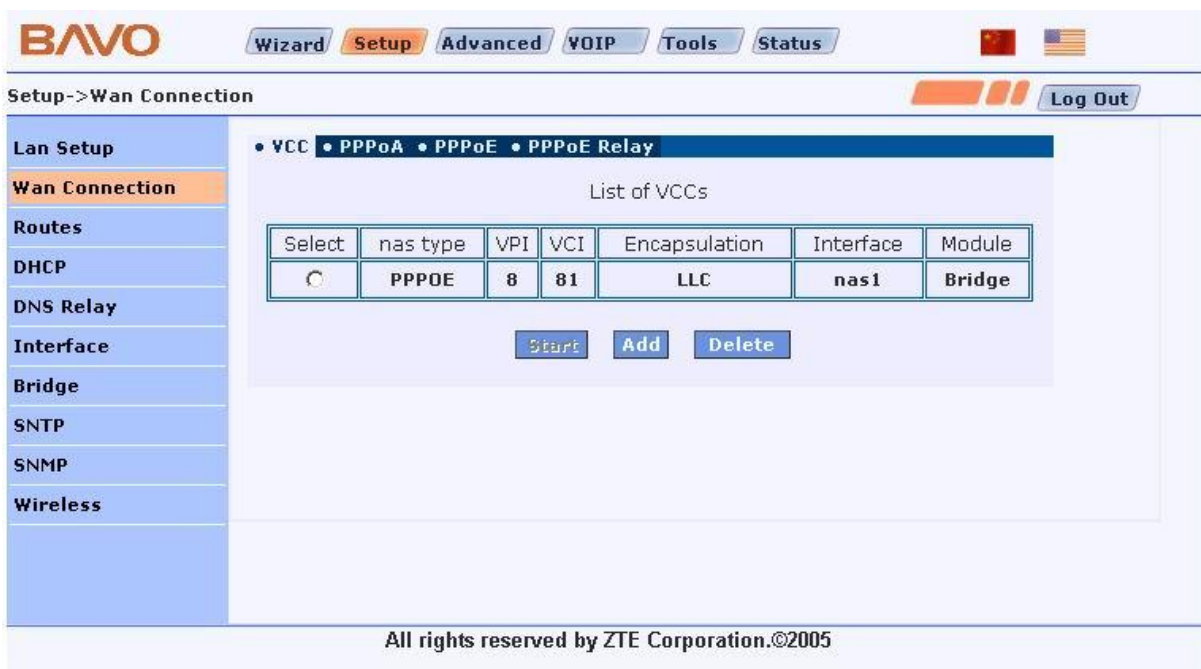 BAVO
Wizard Setup Advanced VOIP Tools Status
Setup->Wan Connection
Log Out
Lan Setup
Wan Connection
Routes
DHCP
DNS Relay
Interface
Bridge
SNTP
SNMP
Wireless
• VCC • PPPoA • PPPoE • PPPoE Relay
List of VCCs
Select nas type VPI VCI Encapsulation Interface Module
PPPOE 8 81 LLC nas1 Bridge
Start Add Delete
All rights reserved by ZTE Corporation.©2005